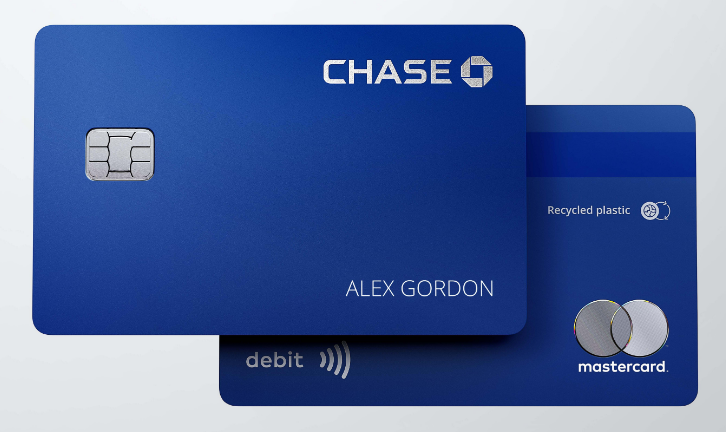 CHASE
ALEX GORDON
Recycled plastic
debit
mastercard.